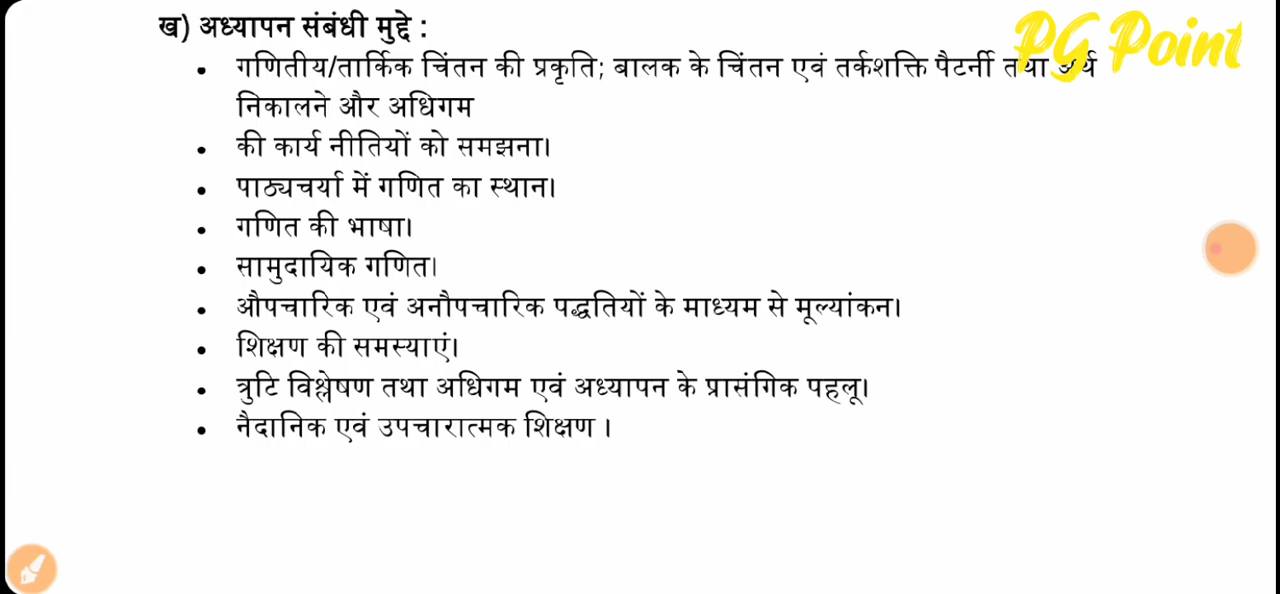 ख) अध्यापन संबंधी मुद्दे :
PG Point
• गणितीय/तार्किक चिंतन की प्रकृति; बालक के चिंतन एवं तर्कशक्ति पैटर्नी तथा अर्थ
निकालने और अधिगम
• की कार्य नीतियों को समझना।
• पाठ्यचर्या में गणित का स्थान।
• गणित की भाषा।
• सामुदायिक गणित।
• औपचारिक एवं अनौपचारिक पद्धतियों के माध्यम से मूल्यांकन।
• शिक्षण की समस्याएं।
• त्रुटि विश्लेषण तथा अधिगम एवं अध्यापन के प्रासंगिक पहलू।
• नैदानिक एवं उपचारात्मक शिक्षण ।